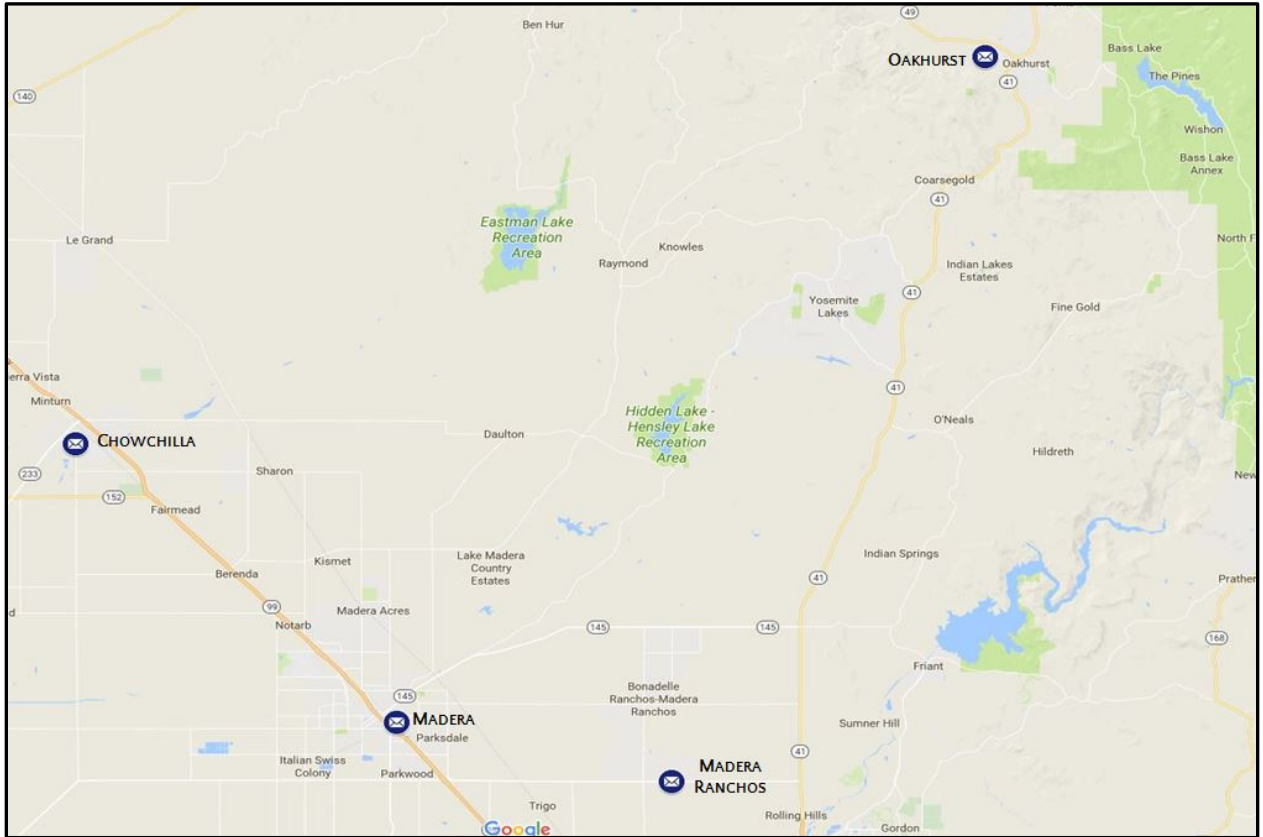 Ben Hur
49
OAKHURST
Oakhurst
41
Bass Lake
The Pines
140
Wishon
Bass Lake
Annex
Coarsegold
41
Eastman Lake
Recreation
Area
Le Grand
Knowles
Raymond
North F
Indian Lakes
Estates
41
Yosemite
Lakes
Fine Gold
erra Vista
Minturn
41
Hidden Lake -
Hensley Lake
Recreation
Area
O'Neals
CHOWCHILLA
Daulton
Hildreth
233
Sharon
New
152
Fairmead
Indian Springs
Lake Madera
Country
Estates
Kismet
Berenda
41
Prather
99
Madera Acres
d
Notarb
145
145
168
Friant
145
Bonadelle
Ranchos-Madera
Ranchos
MADERA
Parksdale
Sumner Hill
41
Italian Swiss
Colony
Parkwood
MADERA
RANCHOS
Trigo
Rolling Hills
Google
Gordon